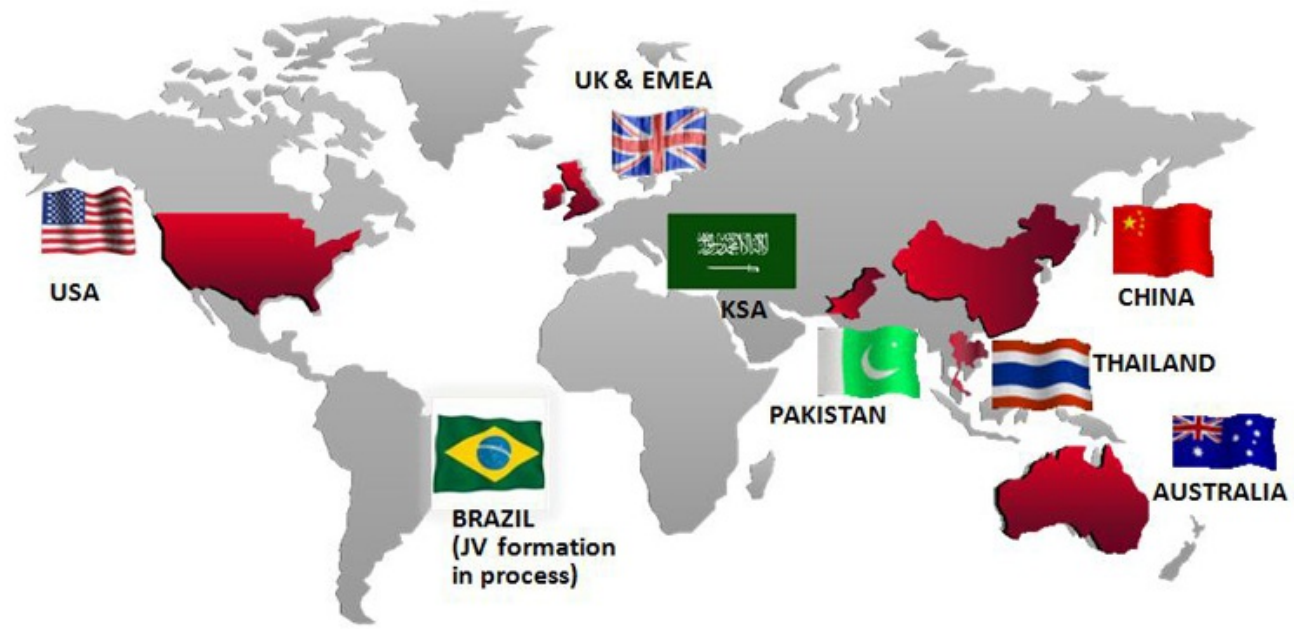 UK & EMEA
USA
KSA
CHINA
THAILAND
PAKISTAN
AUSTRALIA
BRAZIL
(JV formation
in process)